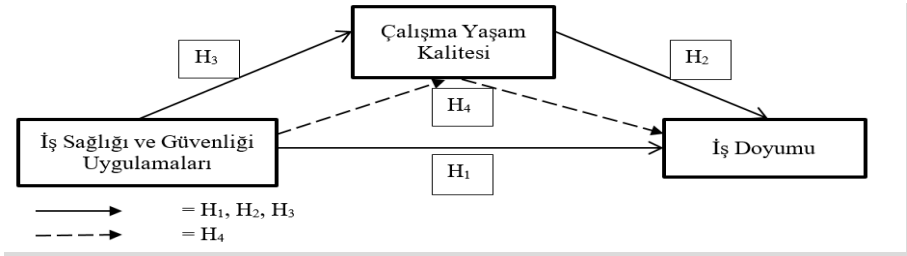 Çalışma Yaşam
Kalitesi
H₃
H₂
H₄
İş Sağlığı ve Güvenliği
Uygulamaları
İş Doyumu
H₁
= H₁, H₂, H₃
= H₄